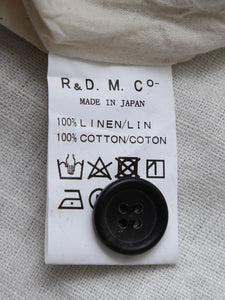 R & D. M. Co-
MADE IN JAPAN
100% LINEN/LIN
100% COTTON/COTON